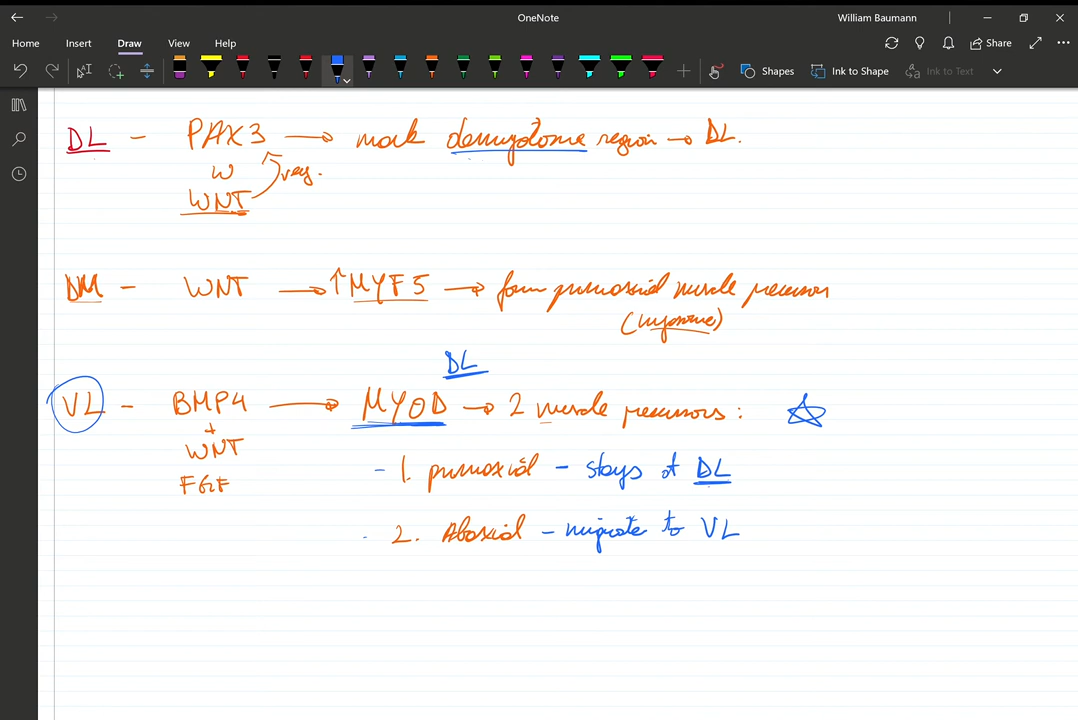 OneNote
William Baumann
Home Insert Draw View Help
Share
Shapes Ink to Shape Ink to Text
DL - PAX3 → mark demyotome region → DL.
W
reg.
WNT
DM - WNT → ↑MYF5 → form primaxial muscle precursor
(myotome)
DL
VL - BMP4 → MYOD → 2 muscle precursors: ☆
+
WNT
FGF
- 1. primaxial - stays at DL
2. Abaxial - migrate to VL